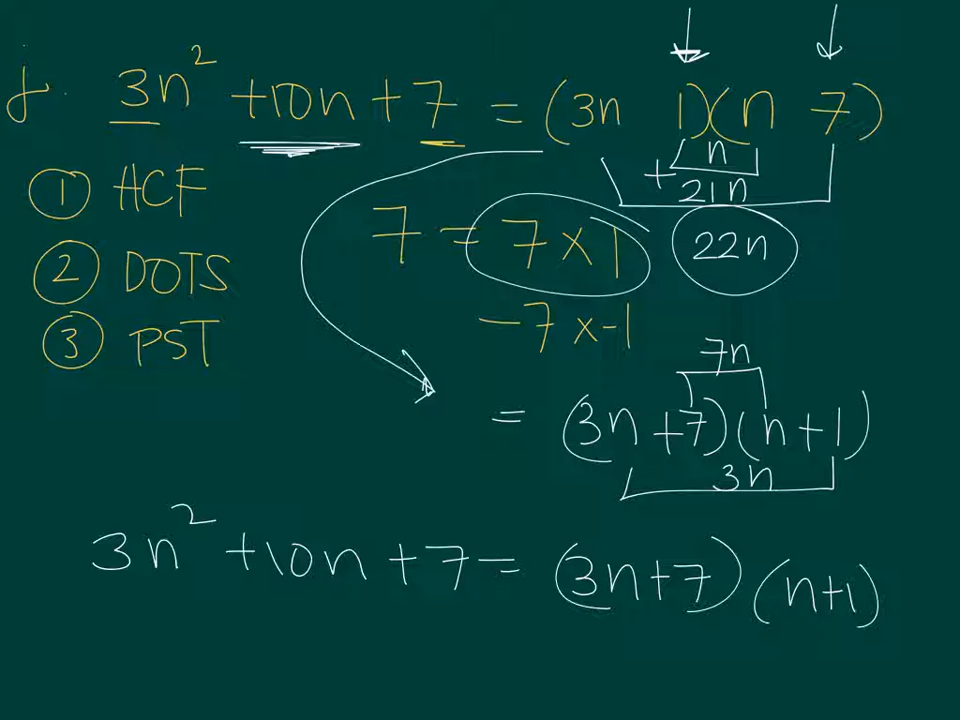 f. 3n² +10n + 7 = (3n 1)(n 7)
n
① HCF
+ 21n
7 = 7 x 1
22n
② DOTS
-7 x -1
③ PST
7n
= (3n +7)(n +1)
3n
3n² +10n + 7 = (3n+7) (n+1)